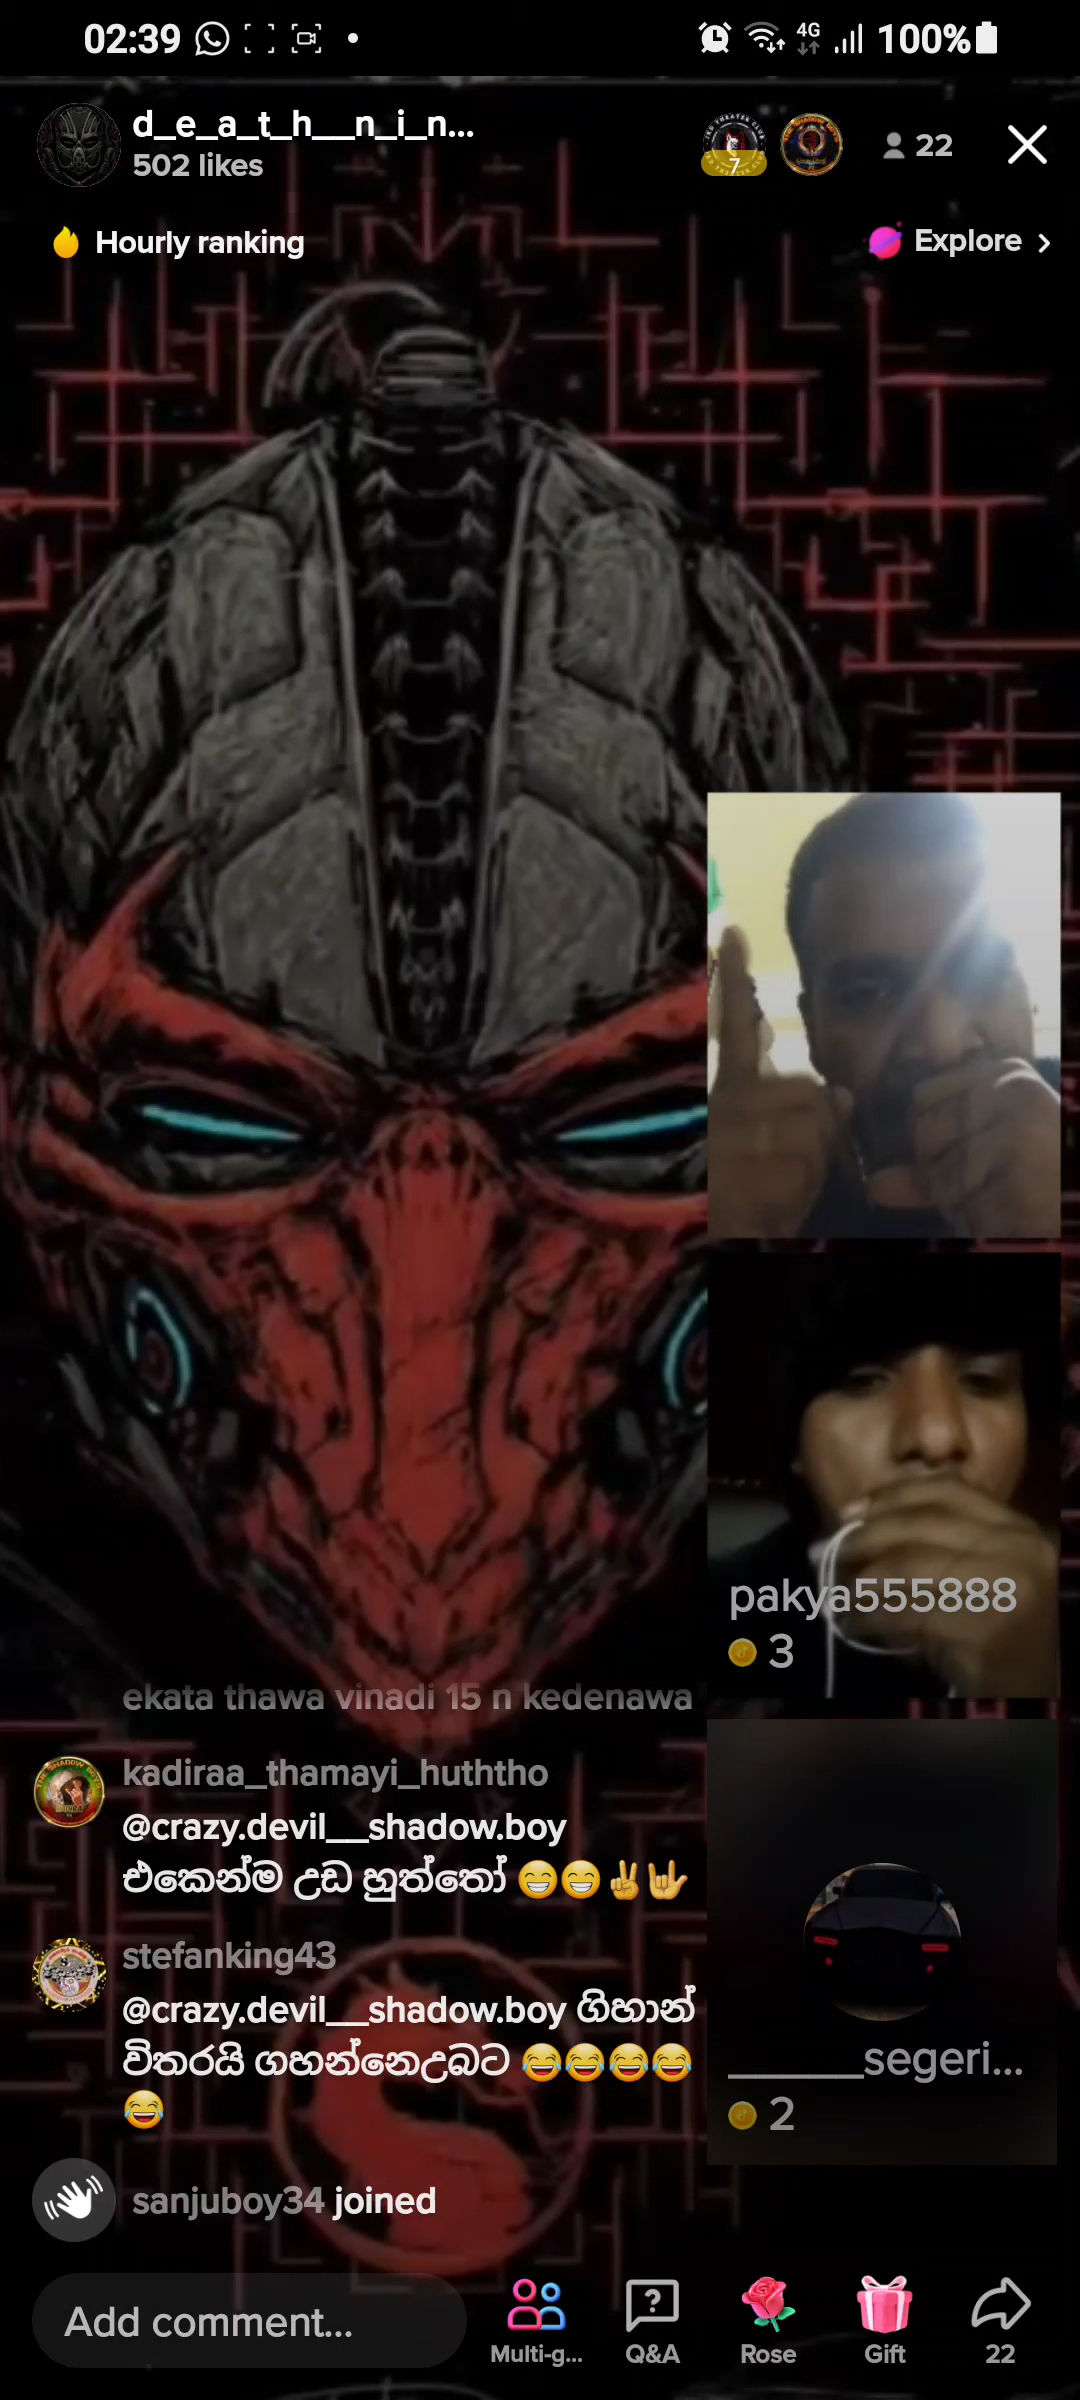 02:39
4G
100%
d_e_a_t_h__n_i_n...
502 likes
7
22
Hourly ranking
Explore
pakya555888
3
ekata thawa vinadi 15 n kedenawa
kadiraa_thamayi_huththo
@crazy.devil__shadow.boy
එකෙන්ම උඩ හුත්තෝ 😁😁✌️🤟
stefanking43
@crazy.devil__shadow.boy ගිහාන්
විතරයි ගහන්නෙඋබට 😂😂😂😂
😂
______segeri...
2
sanjuboy34 joined
Add comment...
Multi-g...
Q&A
Rose
Gift
22